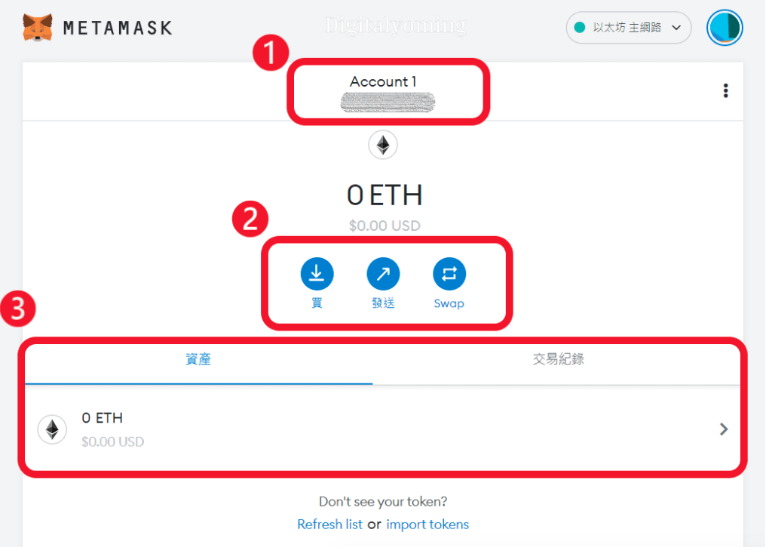 METAMASK
Digitalyouning
以太坊 主網路
1
Account 1
0 ETH
$0.00 USD
2
買
發送
Swap
3
資產
交易紀錄
0 ETH
$0.00 USD
Don't see your token?
Refresh list or import tokens